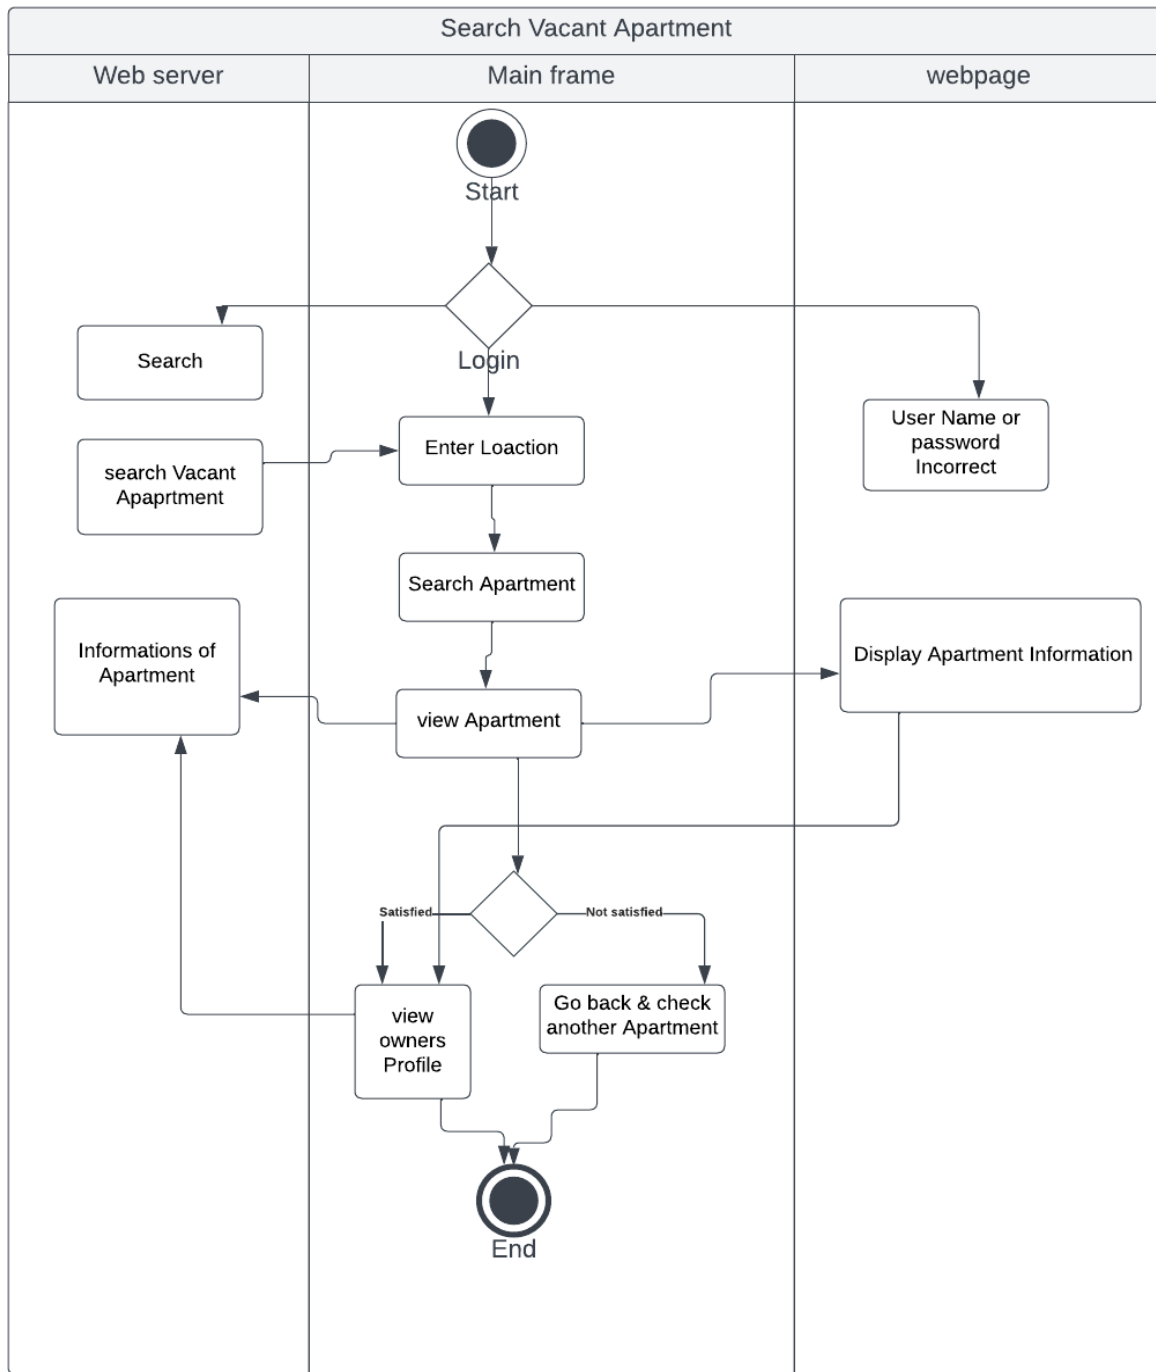 Search Vacant Apartment
Web server
Main frame
webpage
Start
Search
Login
User Name or
password
Incorrect
Enter Loaction
search Vacant
Apaprtment
Search Apartment
Informations of
Apartment
Display Apartment Information
view Apartment
Satisfied
Not satisfied
view
owners
Profile
Go back & check
another Apartment
End